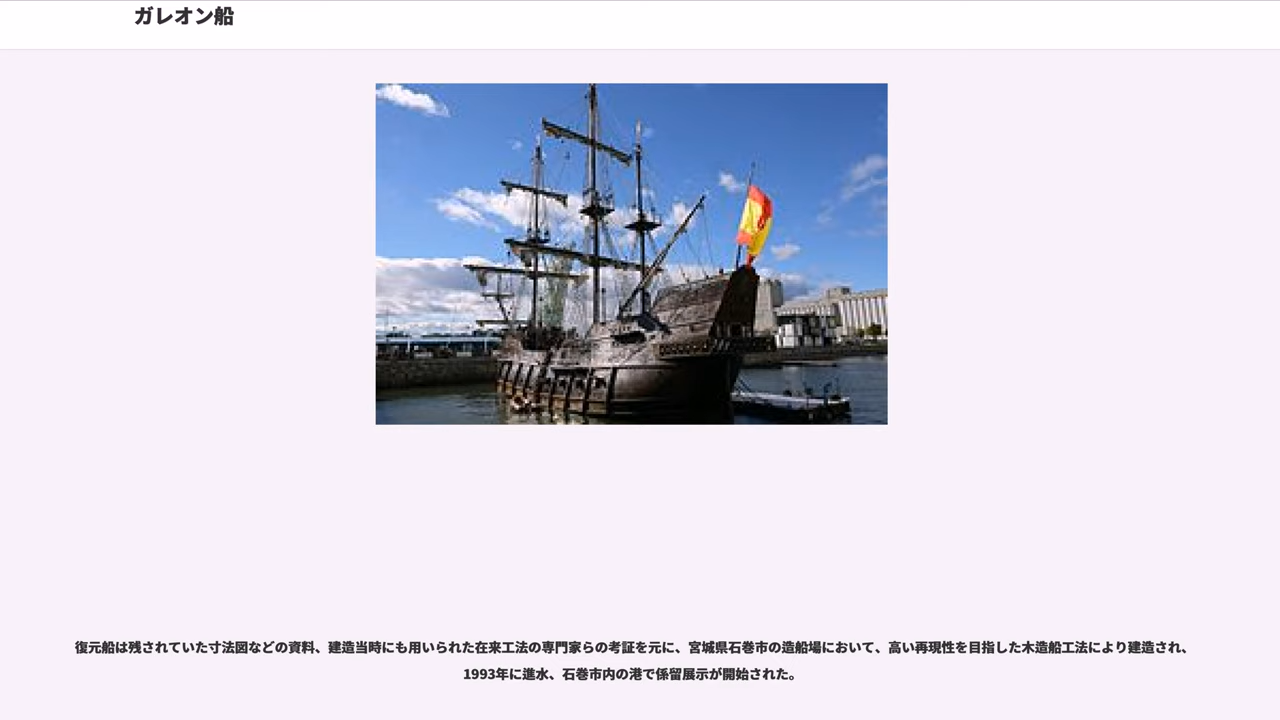 ガレオン船
復元船は残されていた寸法図などの資料、建造当時にも用いられた在来工法の専門家らの考証を元に、宮城県石巻市の造船場において、高い再現性を目指した木造船工法により建造され、
1993年に進水、石巻市内の港で係留展示が開始された。